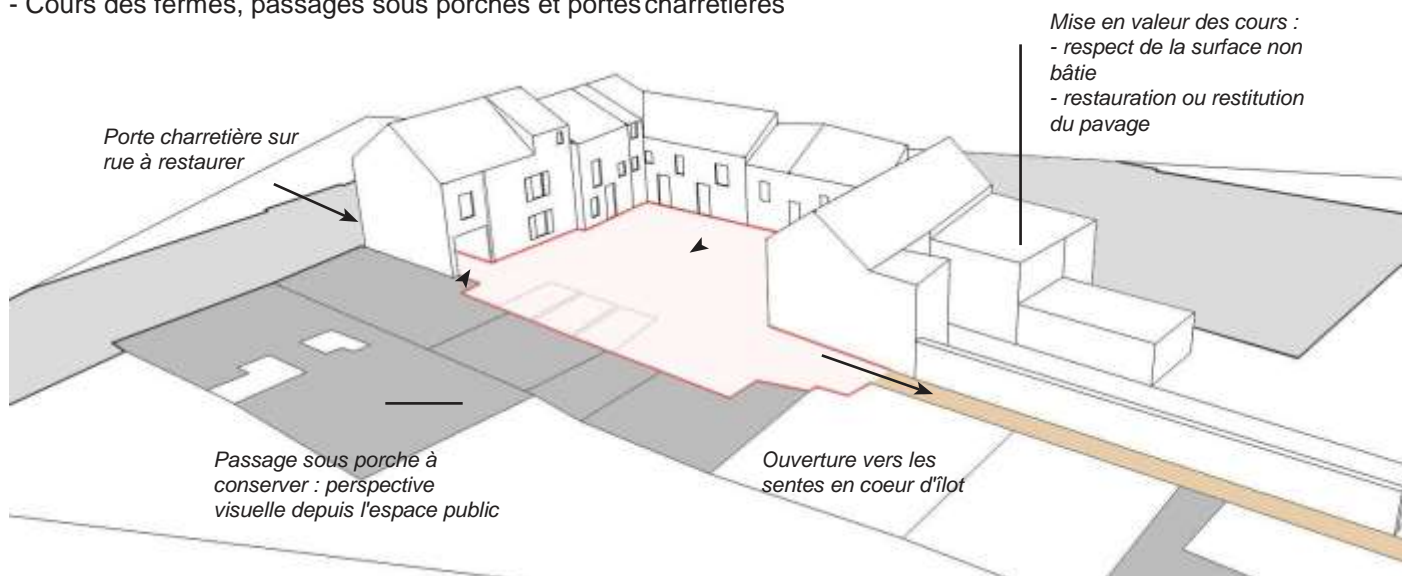 - Cours des fermes, passages sous porches et portes charretières
Mise en valeur des cours :
- respect de la surface non
bâtie
- restauration ou restitution
du pavage
Porte charretière sur
rue à restaurer
Passage sous porche à
conserver : perspective
visuelle depuis l'espace public
Ouverture vers les
sentes en coeur d'îlot